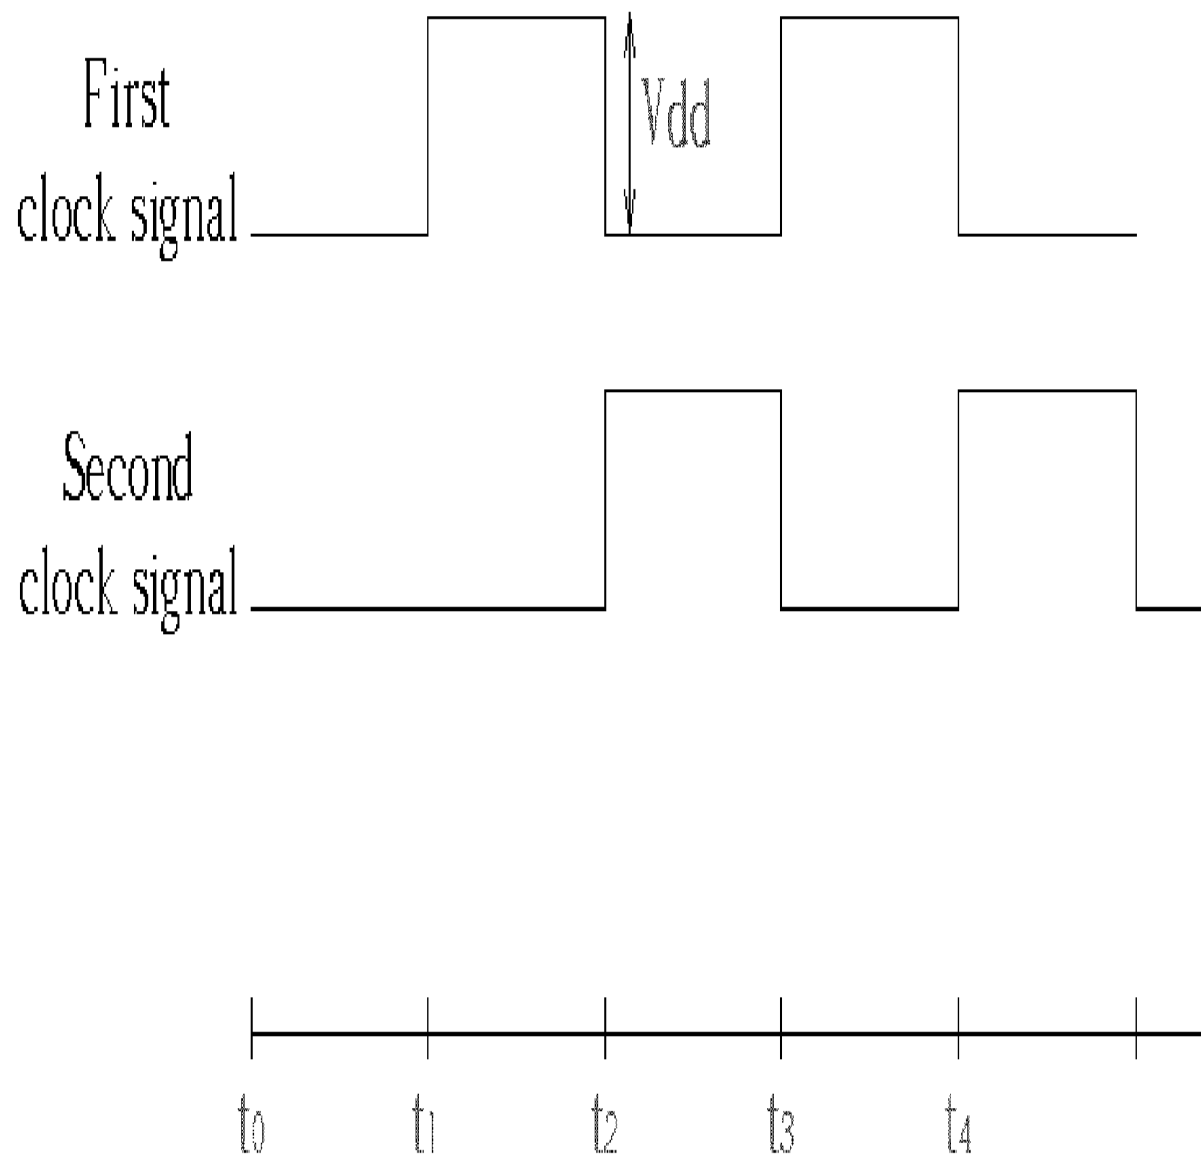 First
clock signal
Vdd
Second
clock signal
t0 t1 t2 t3 t4